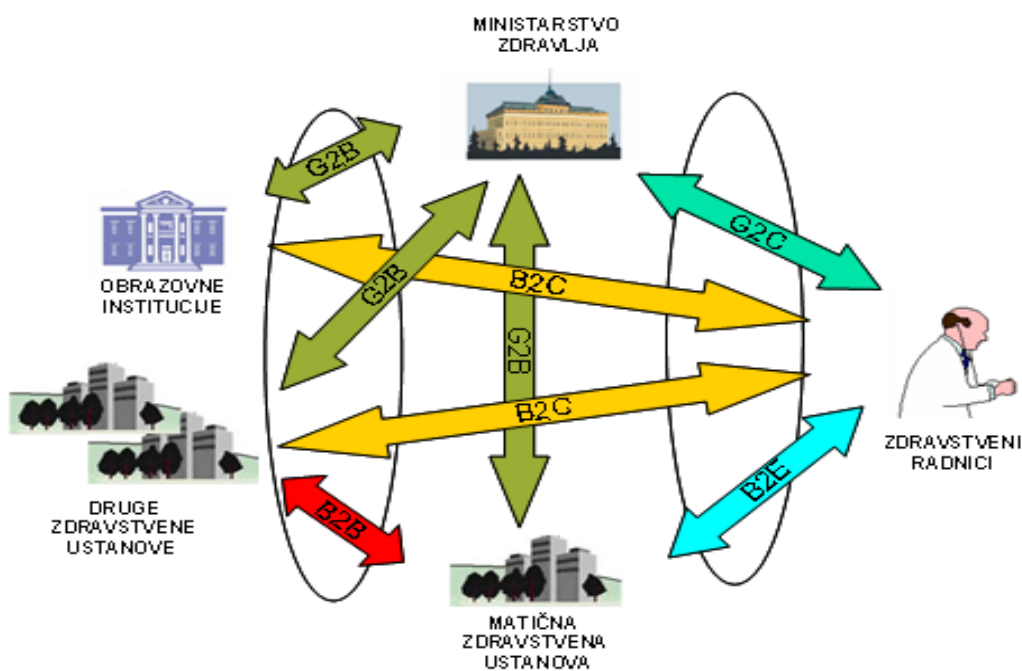 MINISTARSTVO
ZDRAVLJA
G2B
G2C
OBRAZOVNE
INSTITUCIJE
G2B
B2C
G2B
B2C
ZDRAVSTVENI
RADNICI
B2E
DRUGE
ZDRAVSTVENE
USTANOVE
B2B
MATIČNA
ZDRAVSTVENA
USTANOVA